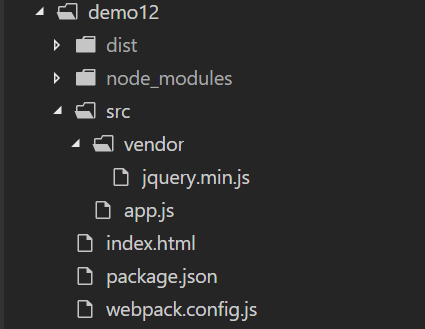 demo12
dist
node_modules
src
vendor
jquery.min.js
app.js
index.html
package.json
webpack.config.js